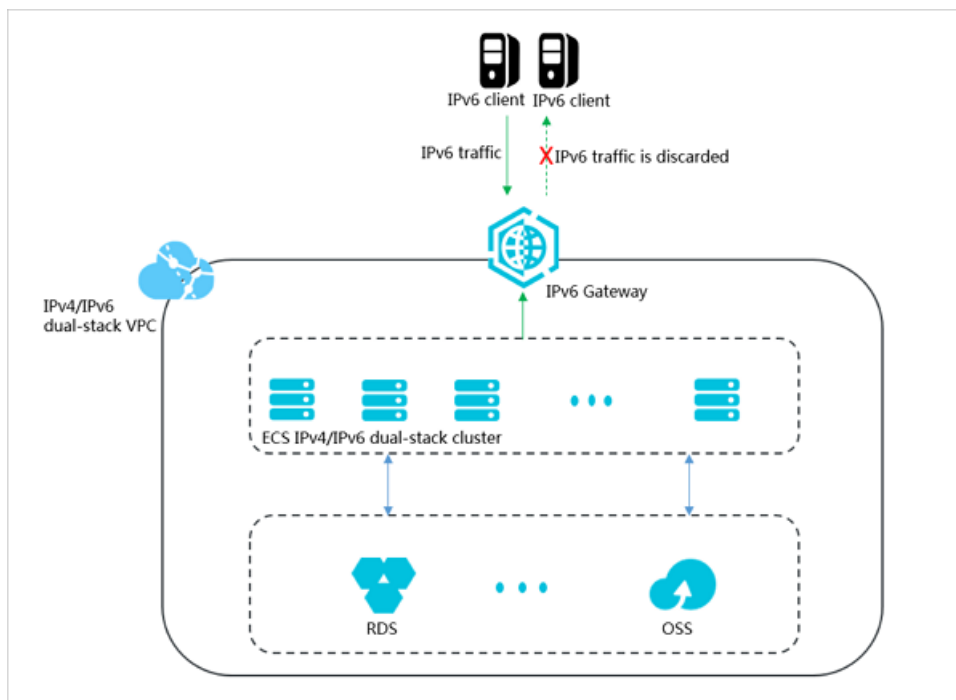 IPv6 client
IPv6 client
IPv6 traffic
X IPv6 traffic is discarded
IPv6 Gateway
IPv4/IPv6
dual-stack VPC
ECS IPv4/IPv6 dual-stack cluster
RDS
OSS